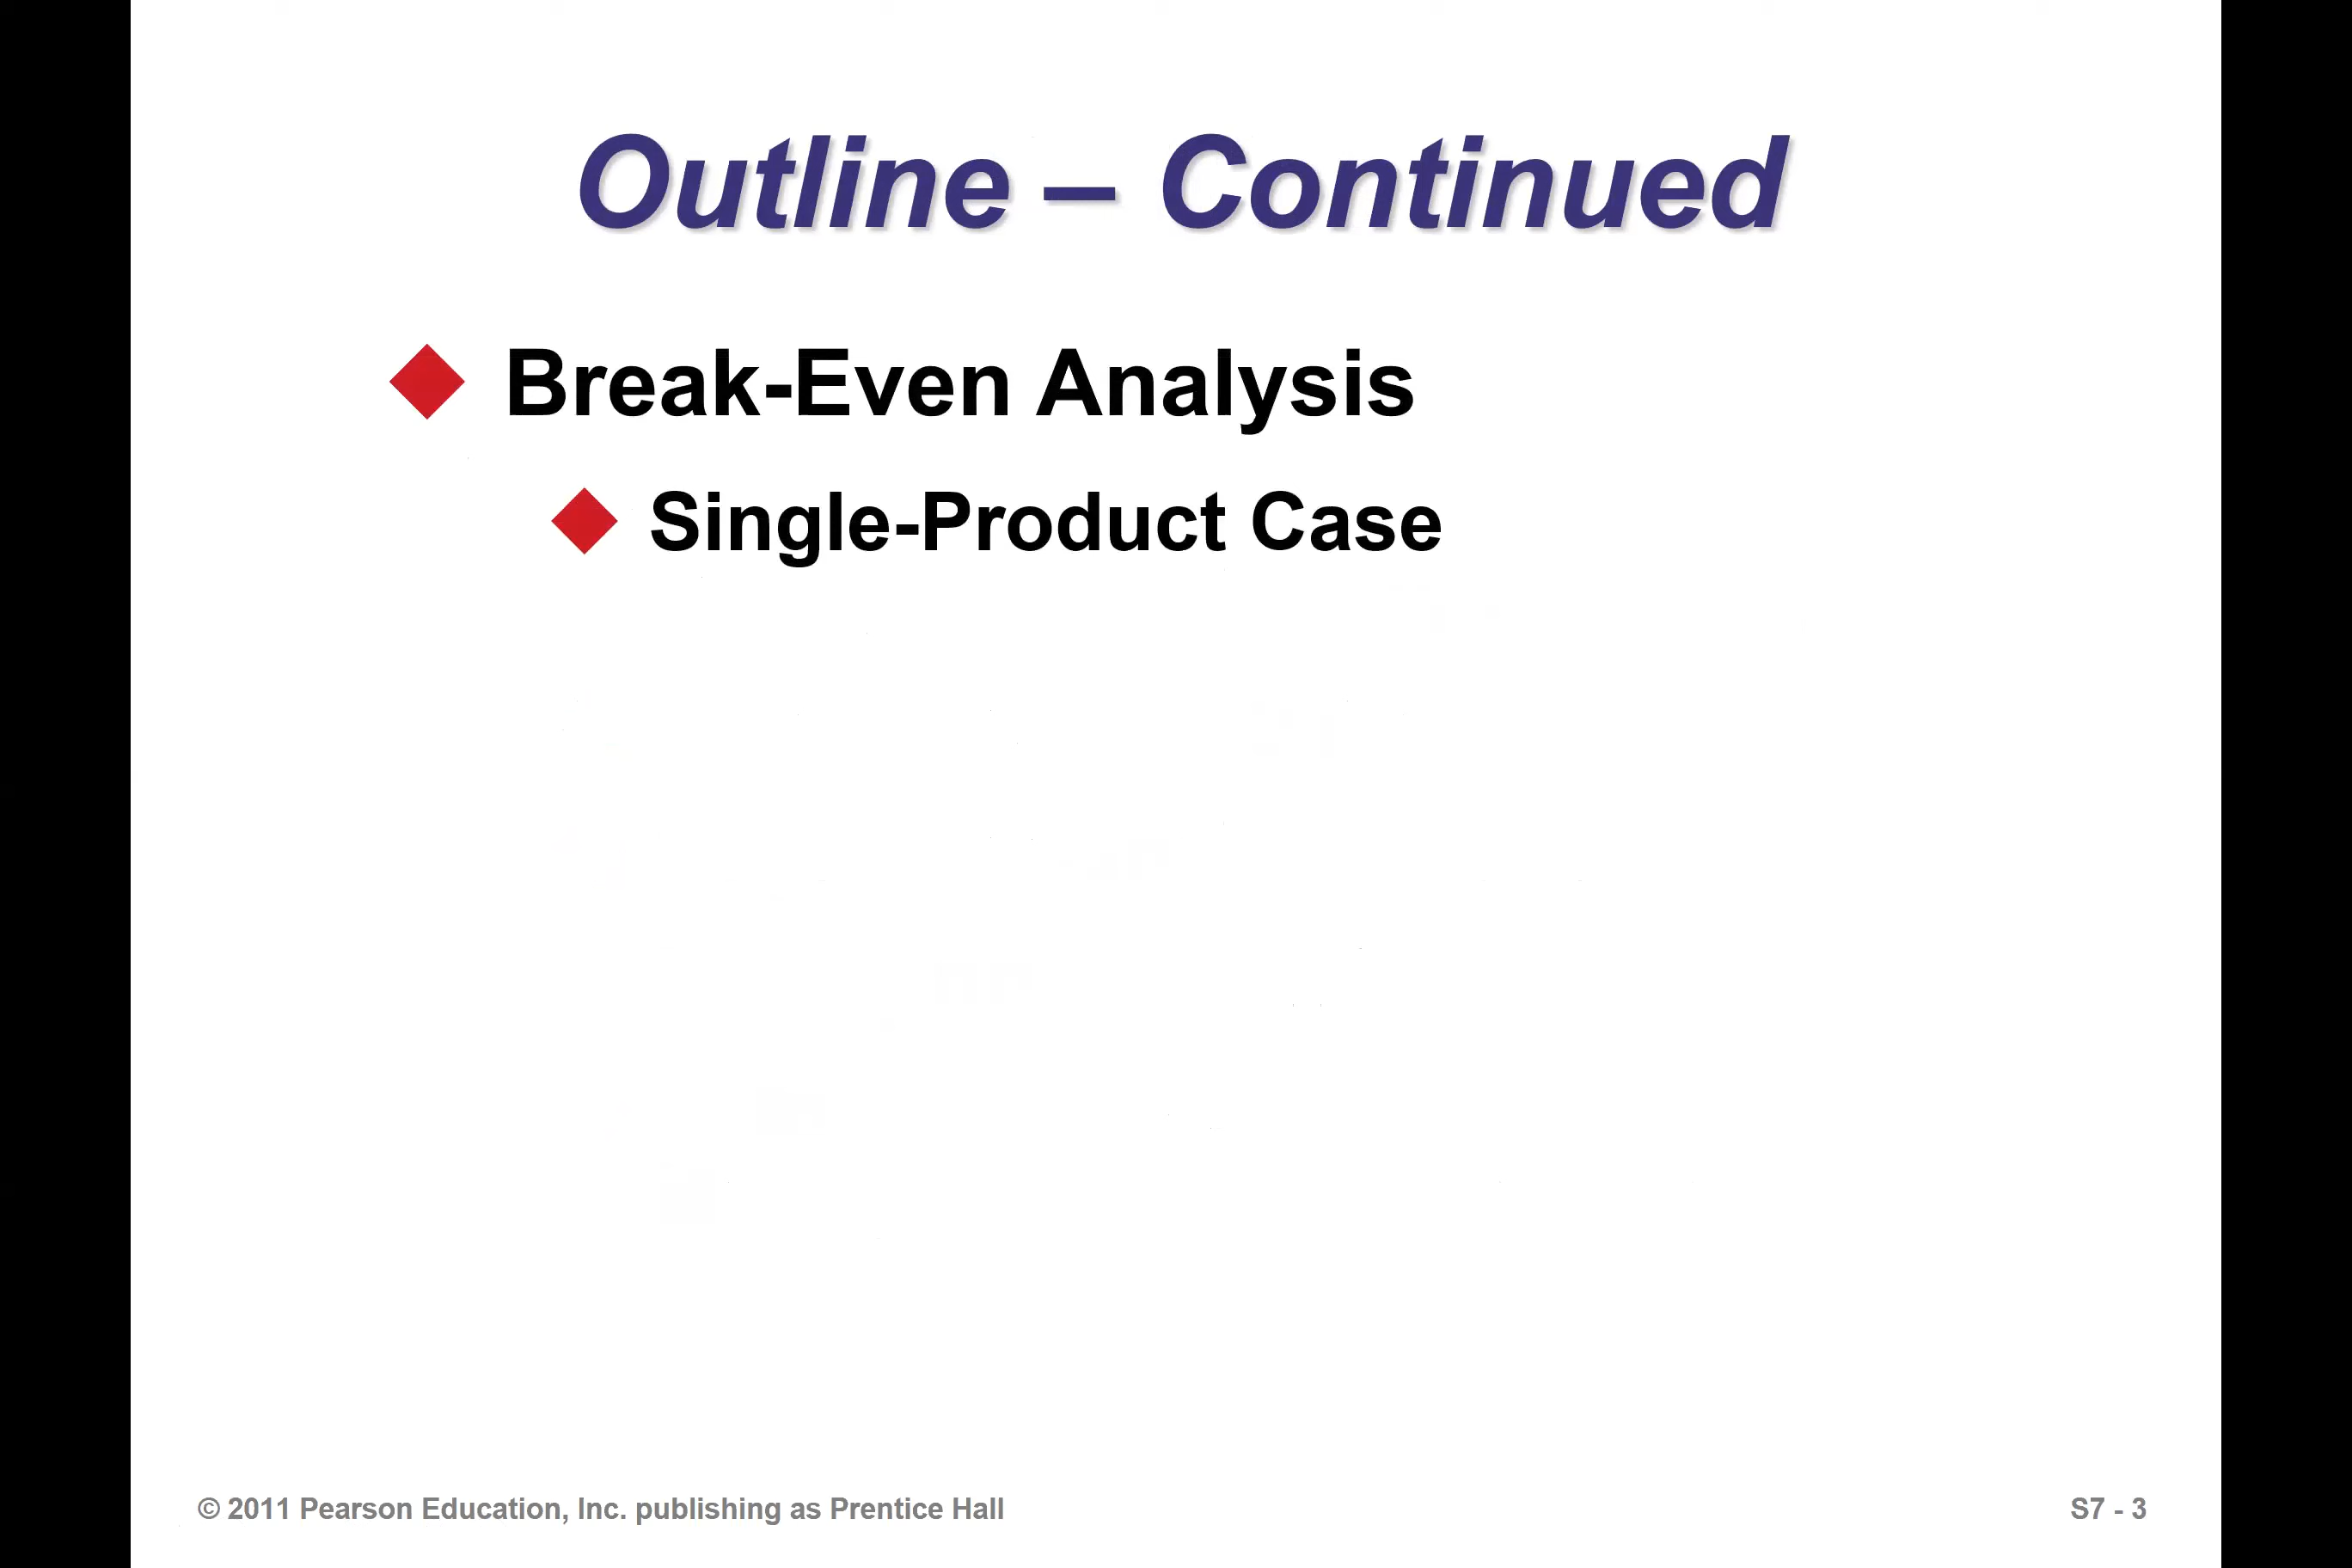 Outline – Continued
Break-Even Analysis
Single-Product Case
© 2011 Pearson Education, Inc. publishing as Prentice Hall
S7 - 3